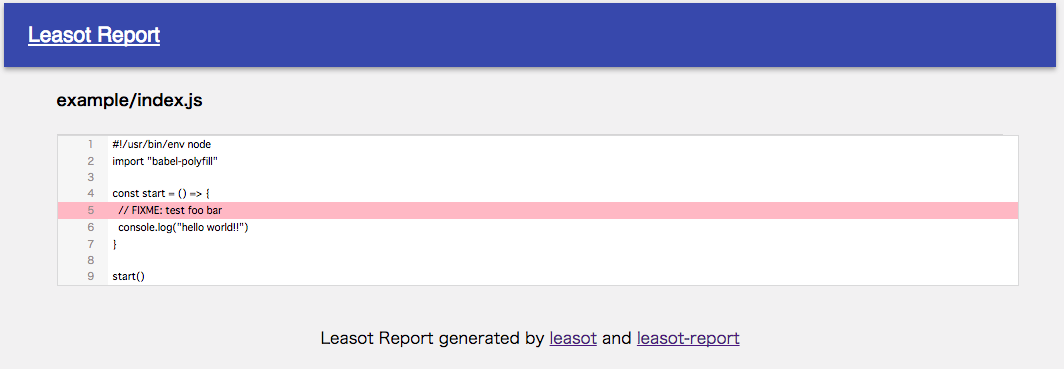 Leasot Report
example/index.js
1 #!/usr/bin/env node
2 import "babel-polyfill"
3
4 const start = () => {
5 // FIXME: test foo bar
6 console.log("hello world!!")
7 }
8
9 start()
Leasot Report generated by leasot and leasot-report